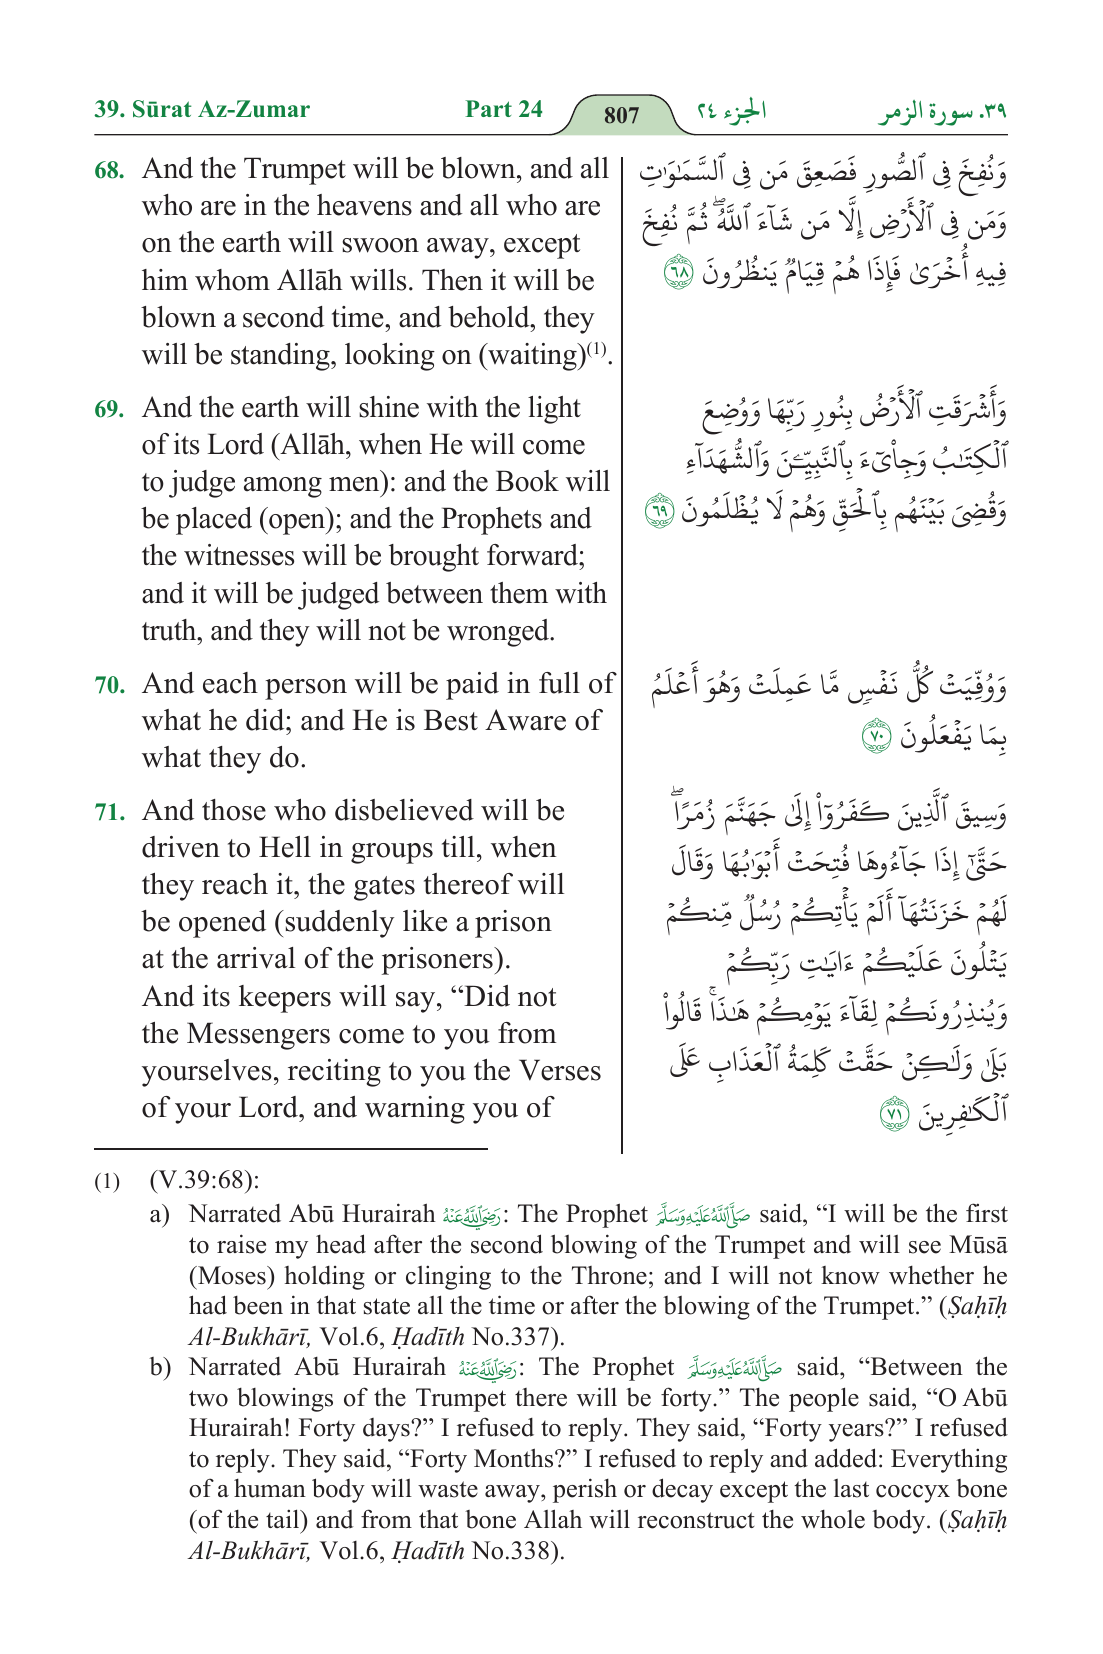 39. Sūrat Az-Zumar
Part 24
807
الجزء ٢٤
٣٩. سورة الزمر
68. And the Trumpet will be blown, and all
who are in the heavens and all who are
on the earth will swoon away, except
him whom Allāh wills. Then it will be
blown a second time, and behold, they
will be standing, looking on (waiting)(1).
69. And the earth will shine with the light
of its Lord (Allāh, when He will come
to judge among men): and the Book will
be placed (open); and the Prophets and
the witnesses will be brought forward;
and it will be judged between them with
truth, and they will not be wronged.
70. And each person will be paid in full of
what he did; and He is Best Aware of
what they do.
71. And those who disbelieved will be
driven to Hell in groups till, when
they reach it, the gates thereof will
be opened (suddenly like a prison
at the arrival of the prisoners).
And its keepers will say, “Did not
the Messengers come to you from
yourselves, reciting to you the Verses
of your Lord, and warning you of
وَنُفِخَ فِى ٱلصُّورِ فَصَعِقَ مَن فِى ٱلسَّمَـٰوَٰتِ
وَمَن فِى ٱلْأَرْضِ إِلَّا مَن شَآءَ ٱللَّهُ ۖ ثُمَّ نُفِخَ
فِيهِ أُخْرَىٰ فَإِذَا هُمْ قِيَامٌ يَنظُرُونَ ٦٨
وَأَشْرَقَتِ ٱلْأَرْضُ بِنُورِ رَبِّهَا وَوُضِعَ
ٱلْكِتَـٰبُ وَجِا۟ىٓءَ بِٱلنَّبِيِّـۧنَ وَٱلشُّهَدَآءِ
وَقُضِىَ بَيْنَهُم بِٱلْحَقِّ وَهُمْ لَا يُظْلَمُونَ ٦٩
وَوُفِّيَتْ كُلُّ نَفْسٍ مَّا عَمِلَتْ وَهُوَ أَعْلَمُ
بِمَا يَفْعَلُونَ ٧٠
وَسِيقَ ٱلَّذِينَ كَفَرُوٓا۟ إِلَىٰ جَهَنَّمَ زُمَرًا ۖ
حَتَّىٰٓ إِذَا جَآءُوهَا فُتِحَتْ أَبْوَٰبُهَا وَقَالَ
لَهُمْ خَزَنَتُهَآ أَلَمْ يَأْتِكُمْ رُسُلٌ مِّنكُمْ
يَتْلُونَ عَلَيْكُمْ ءَايَـٰتِ رَبِّكُمْ
وَيُنذِرُونَكُمْ لِقَآءَ يَوْمِكُمْ هَـٰذَا ۚ قَالُوا۟
بَلَىٰ وَلَـٰكِنْ حَقَّتْ كَلِمَةُ ٱلْعَذَابِ عَلَى
ٱلْكَـٰفِرِينَ ٧١
(1) (V.39:68):
a) Narrated Abū Hurairah رَضِيَ اللَّهُ عَنْهُ: The Prophet صَلَّى اللَّهُ عَلَيْهِ وَسَلَّمَ said, “I will be the first
to raise my head after the second blowing of the Trumpet and will see Mūsā
(Moses) holding or clinging to the Throne; and I will not know whether he
had been in that state all the time or after the blowing of the Trumpet.” (Ṣaḥīḥ
Al-Bukhārī, Vol.6, Ḥadīth No.337).
b) Narrated Abū Hurairah رَضِيَ اللَّهُ عَنْهُ: The Prophet صَلَّى اللَّهُ عَلَيْهِ وَسَلَّمَ said, “Between the
two blowings of the Trumpet there will be forty.” The people said, “O Abū
Hurairah! Forty days?” I refused to reply. They said, “Forty years?” I refused
to reply. They said, “Forty Months?” I refused to reply and added: Everything
of a human body will waste away, perish or decay except the last coccyx bone
(of the tail) and from that bone Allah will reconstruct the whole body. (Ṣaḥīḥ
Al-Bukhārī, Vol.6, Ḥadīth No.338).